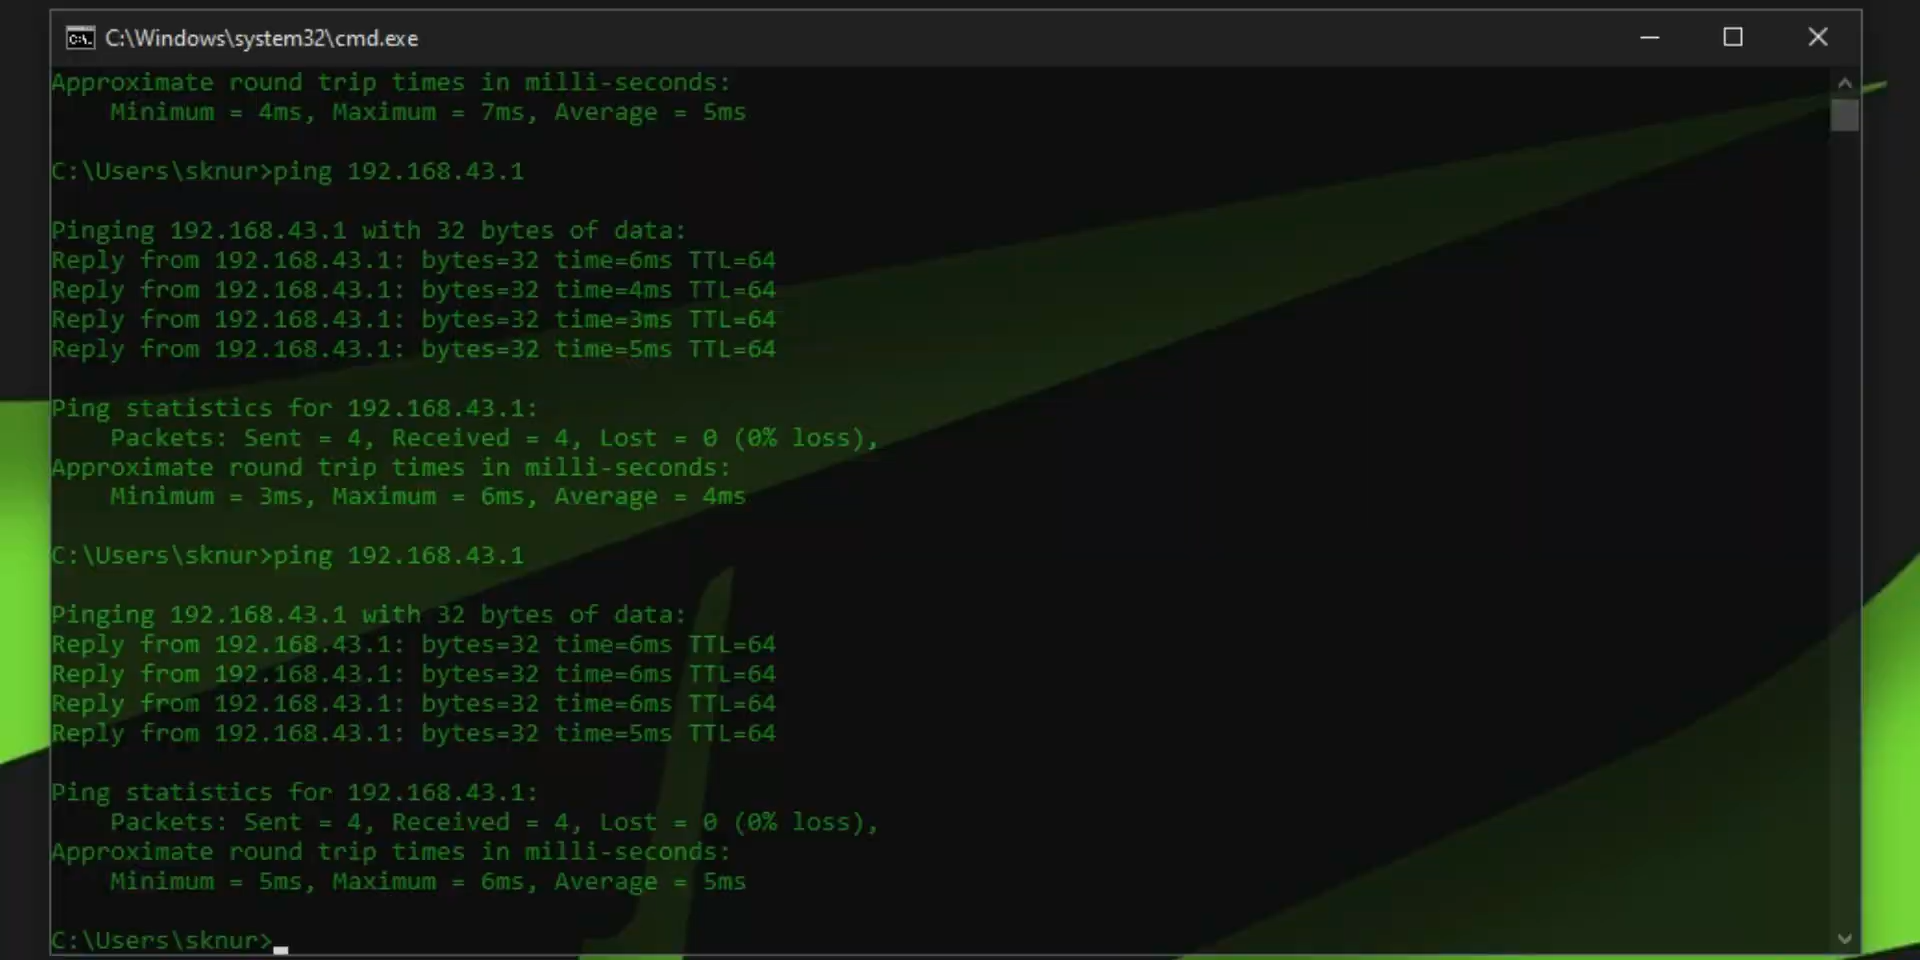 C:\Windows\system32\cmd.exe
Approximate round trip times in milli-seconds:
    Minimum = 4ms, Maximum = 7ms, Average = 5ms
C:\Users\sknur>ping 192.168.43.1
Pinging 192.168.43.1 with 32 bytes of data:
Reply from 192.168.43.1: bytes=32 time=6ms TTL=64
Reply from 192.168.43.1: bytes=32 time=4ms TTL=64
Reply from 192.168.43.1: bytes=32 time=3ms TTL=64
Reply from 192.168.43.1: bytes=32 time=5ms TTL=64
Ping statistics for 192.168.43.1:
    Packets: Sent = 4, Received = 4, Lost = 0 (0% loss),
Approximate round trip times in milli-seconds:
    Minimum = 3ms, Maximum = 6ms, Average = 4ms
C:\Users\sknur>ping 192.168.43.1
Pinging 192.168.43.1 with 32 bytes of data:
Reply from 192.168.43.1: bytes=32 time=6ms TTL=64
Reply from 192.168.43.1: bytes=32 time=6ms TTL=64
Reply from 192.168.43.1: bytes=32 time=6ms TTL=64
Reply from 192.168.43.1: bytes=32 time=5ms TTL=64
Ping statistics for 192.168.43.1:
    Packets: Sent = 4, Received = 4, Lost = 0 (0% loss),
Approximate round trip times in milli-seconds:
    Minimum = 5ms, Maximum = 6ms, Average = 5ms
C:\Users\sknur>